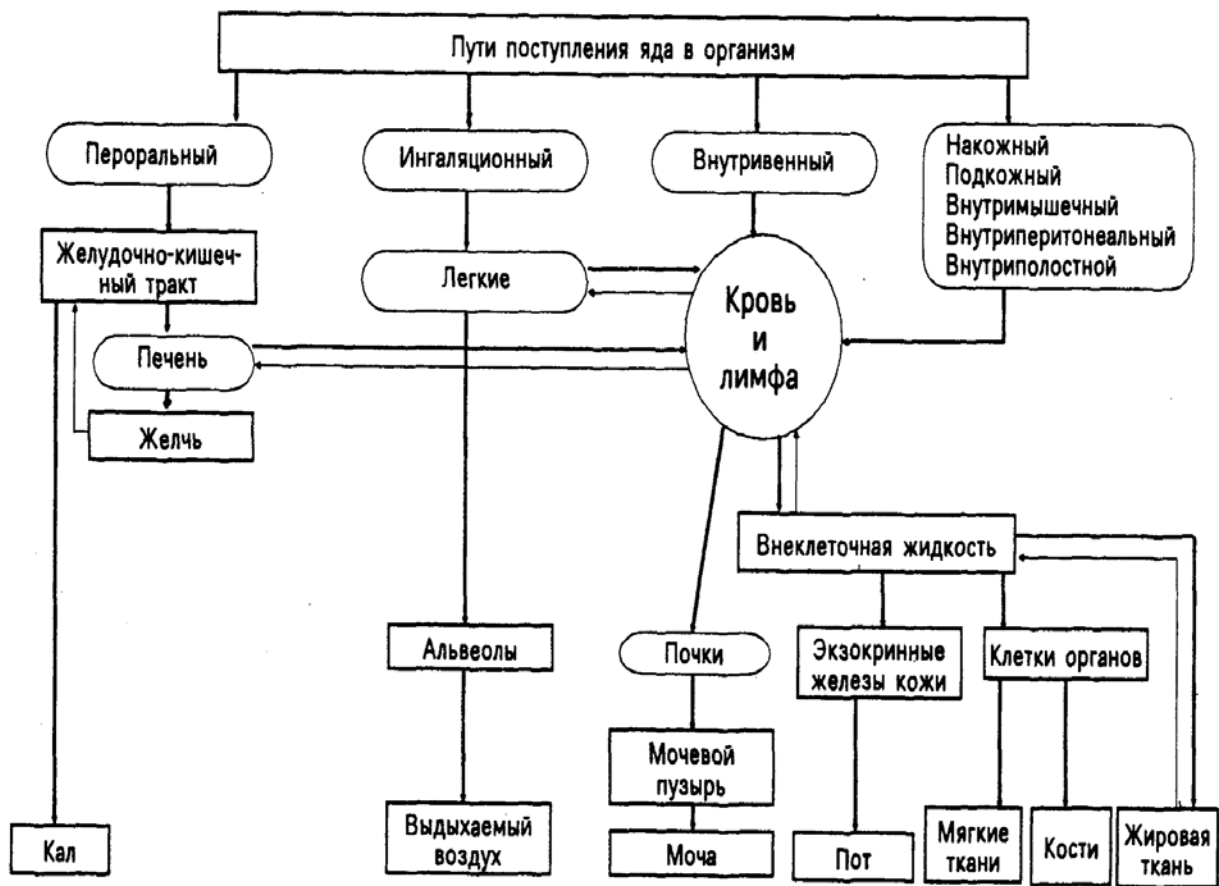 Пути поступления яда в организм
Пероральный
Ингаляционный
Внутривенный
Накожный
Подкожный
Внутримышечный
Внутриперитонеальный
Внутриполостной
Желудочно-кишеч-
ный тракт
Легкие
Кровь
и
лимфа
Печень
Желчь
Внеклеточная жидкость
Альвеолы
Почки
Экзокринные
железы кожи
Клетки органов
Мочевой
пузырь
Кал
Выдыхаемый
воздух
Моча
Пот
Мягкие
ткани
Кости
Жировая
ткань